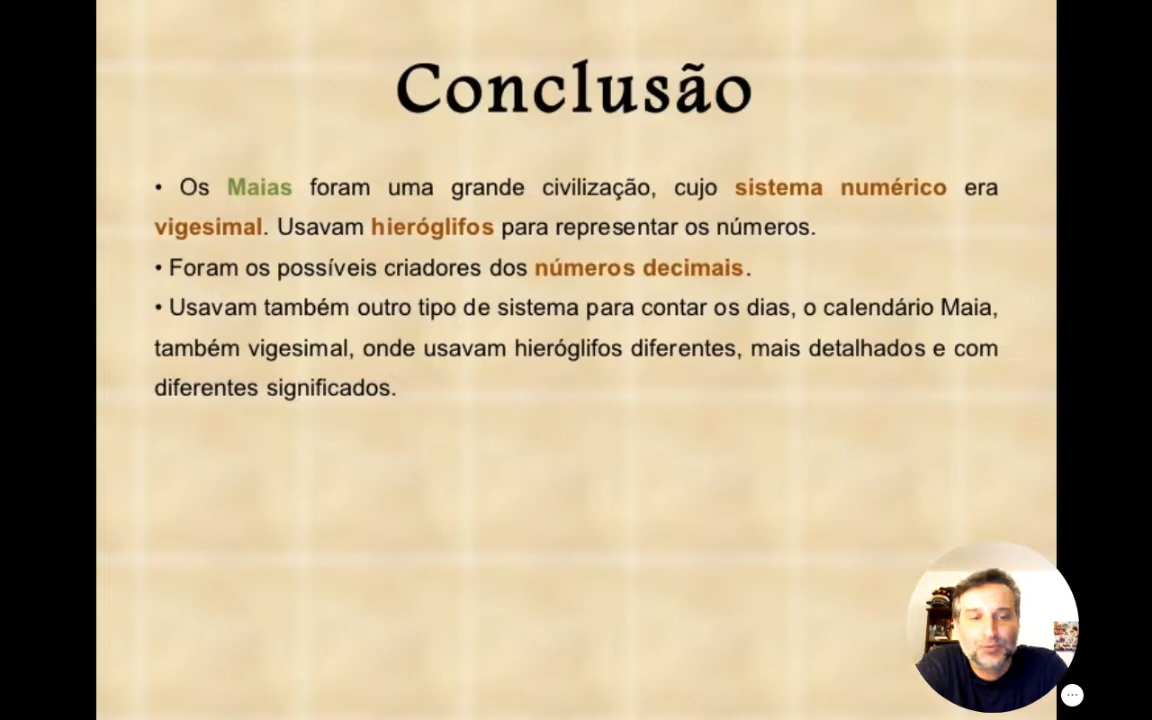 Conclusão
• Os Maias foram uma grande civilização, cujo sistema numérico era
vigesimal. Usavam hieróglifos para representar os números.
• Foram os possíveis criadores dos números decimais.
• Usavam também outro tipo de sistema para contar os dias, o calendário Maia,
também vigesimal, onde usavam hieróglifos diferentes, mais detalhados e com
diferentes significados.